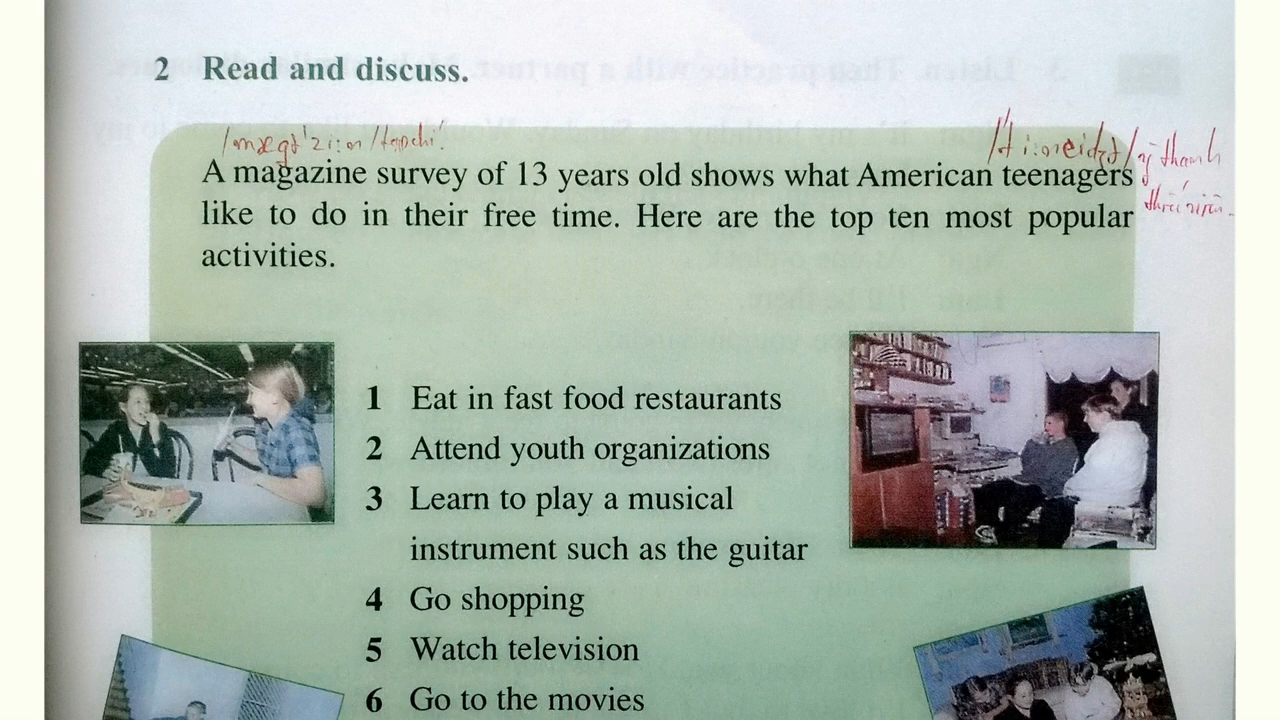 2 Read and discuss.
A magazine survey of 13 years old shows what American teenagers
like to do in their free time. Here are the top ten most popular
activities.
1 Eat in fast food restaurants
2 Attend youth organizations
3 Learn to play a musical
instrument such as the guitar
4 Go shopping
5 Watch television
6 Go to the movies